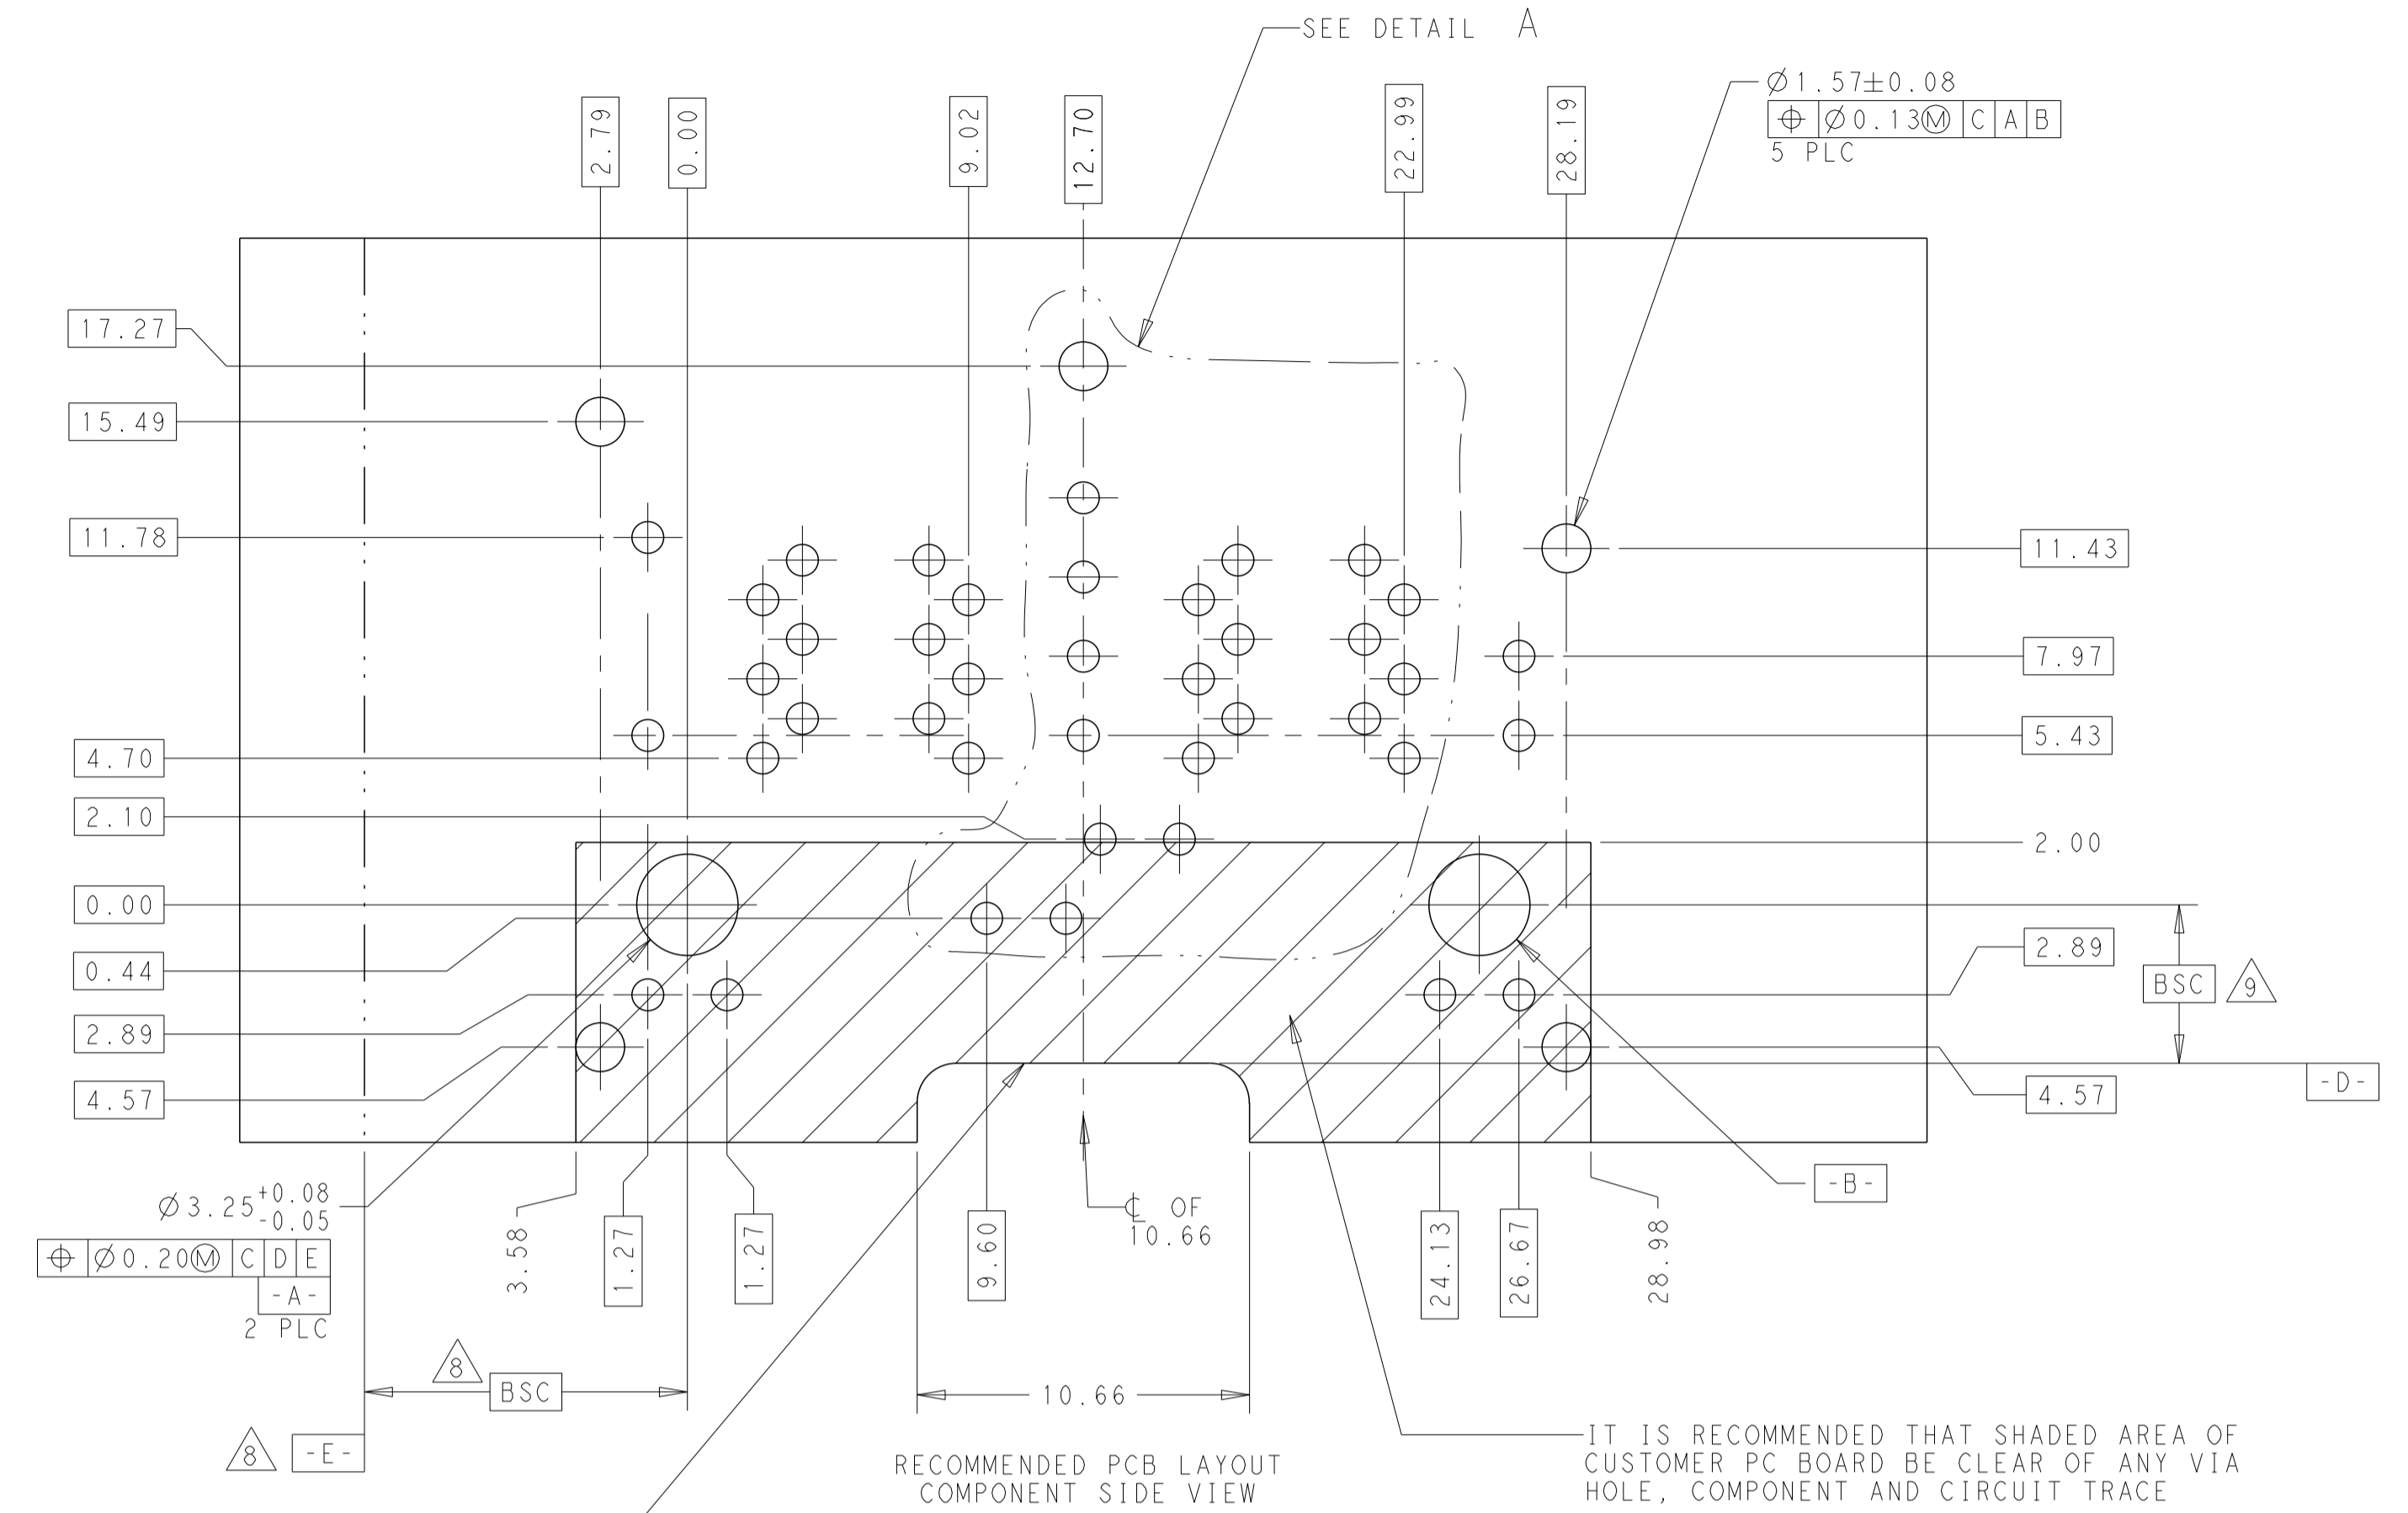 SEE DETAIL A
Ø1.57±0.08
⌖ Ø0.13Ⓜ C A B
5 PLC
2.79
0.00
9.02
12.70
22.99
28.19
17.27
15.49
11.78
4.70
2.10
0.00
0.44
2.89
4.57
11.43
7.97
5.43
2.00
2.89
BSC 9
4.57
-D-
-B-
Ø3.25 +0.08 -0.05
⌖ Ø0.20Ⓜ C D E
-A-
2 PLC
3.58
1.27
1.27
9.60
℄ OF
10.66
24.13
26.67
28.98
8
BSC
8 -E-
10.66
RECOMMENDED PCB LAYOUT
COMPONENT SIDE VIEW
IT IS RECOMMENDED THAT SHADED AREA OF
CUSTOMER PC BOARD BE CLEAR OF ANY VIA
HOLE, COMPONENT AND CIRCUIT TRACE